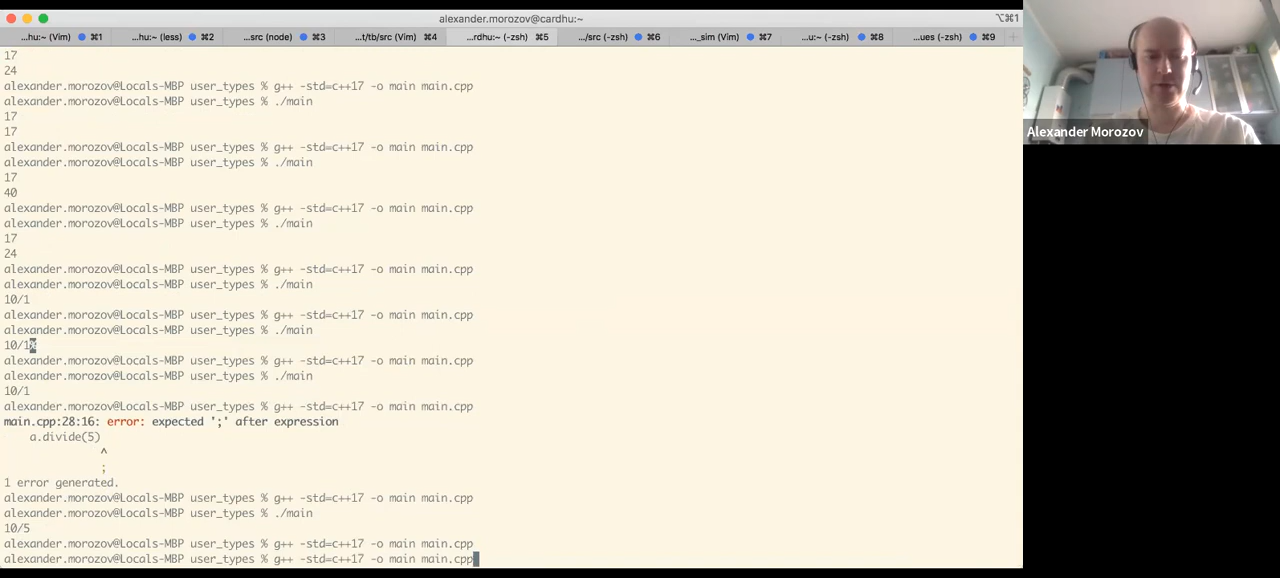 alexander.morozov@cardhu:~
⌥⌘1
...hu:~ (Vim) ⌘1
...hu:~ (less) ⌘2
...src (node) ⌘3
...t/tb/src (Vim) ⌘4
...rdhu:~ (-zsh) ⌘5
.../src (-zsh) ⌘6
..._sim (Vim) ⌘7
...u:~ (-zsh) ⌘8
...ues (-zsh) ⌘9
17
24
alexander.morozov@Locals-MBP user_types % g++ -std=c++17 -o main main.cpp
alexander.morozov@Locals-MBP user_types % ./main
17
17
alexander.morozov@Locals-MBP user_types % g++ -std=c++17 -o main main.cpp
alexander.morozov@Locals-MBP user_types % ./main
17
40
alexander.morozov@Locals-MBP user_types % g++ -std=c++17 -o main main.cpp
alexander.morozov@Locals-MBP user_types % ./main
17
24
alexander.morozov@Locals-MBP user_types % g++ -std=c++17 -o main main.cpp
alexander.morozov@Locals-MBP user_types % ./main
10/1
alexander.morozov@Locals-MBP user_types % g++ -std=c++17 -o main main.cpp
alexander.morozov@Locals-MBP user_types % ./main
10/1%
alexander.morozov@Locals-MBP user_types % g++ -std=c++17 -o main main.cpp
alexander.morozov@Locals-MBP user_types % ./main
10/1
alexander.morozov@Locals-MBP user_types % g++ -std=c++17 -o main main.cpp
main.cpp:28:16: error: expected ';' after expression
a.divide(5)
^
;
1 error generated.
alexander.morozov@Locals-MBP user_types % g++ -std=c++17 -o main main.cpp
alexander.morozov@Locals-MBP user_types % ./main
10/5
alexander.morozov@Locals-MBP user_types % g++ -std=c++17 -o main main.cpp
alexander.morozov@Locals-MBP user_types % g++ -std=c++17 -o main main.cpp
Alexander Morozov